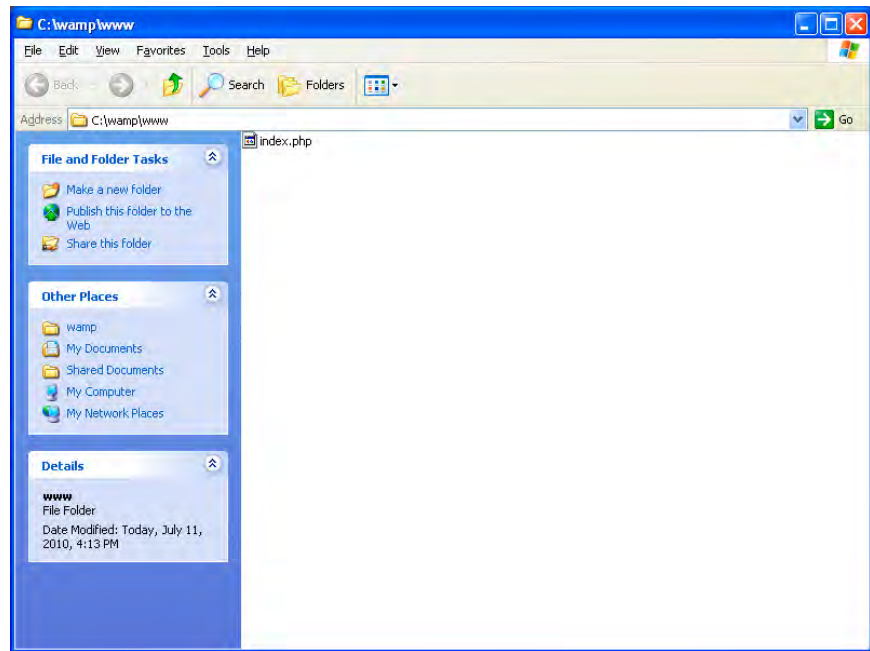 C:\wamp\www
File Edit View Favorites Tools Help
Back Search Folders
Address C:\wamp\www Go
File and Folder Tasks
Make a new folder
Publish this folder to the
Web
Share this folder
Other Places
wamp
My Documents
Shared Documents
My Computer
My Network Places
Details
www
File Folder
Date Modified: Today, July 11,
2010, 4:13 PM
index.php